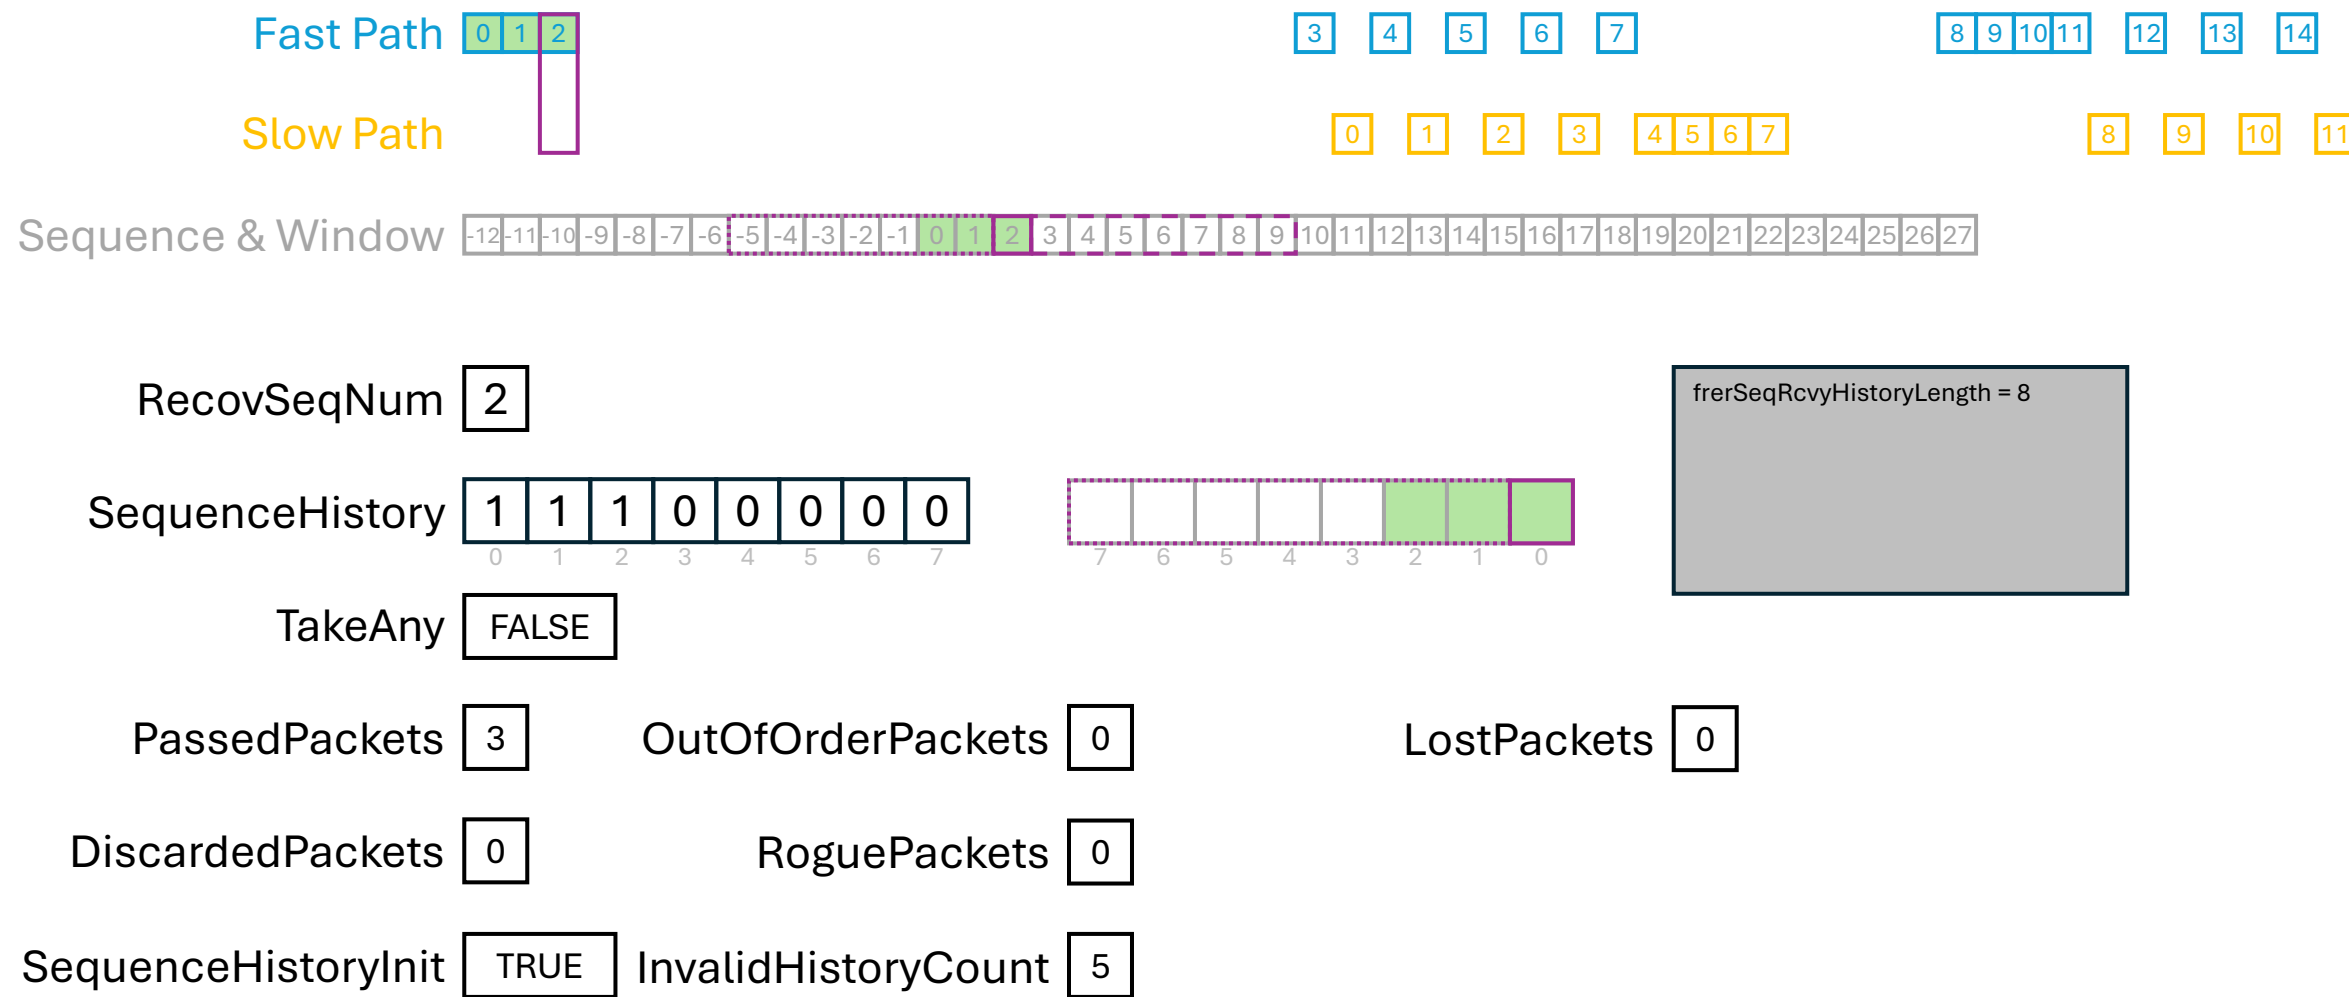 Fast Path 0 1 2 3 4 5 6 7 8 9 10 11 12 13 14
Slow Path 0 1 2 3 4 5 6 7 8 9 10 11
Sequence & Window -12 -11 -10 -9 -8 -7 -6 -5 -4 -3 -2 -1 0 1 2 3 4 5 6 7 8 9 10 11 12 13 14 15 16 17 18 19 20 21 22 23 24 25 26 27
RecovSeqNum 2
frerSeqRcvyHistoryLength = 8
SequenceHistory 1 1 1 0 0 0 0 0
0 1 2 3 4 5 6 7 7 6 5 4 3 2 1 0
TakeAny FALSE
PassedPackets 3 OutOfOrderPackets 0 LostPackets 0
DiscardedPackets 0 RoguePackets 0
SequenceHistoryInit TRUE InvalidHistoryCount 5